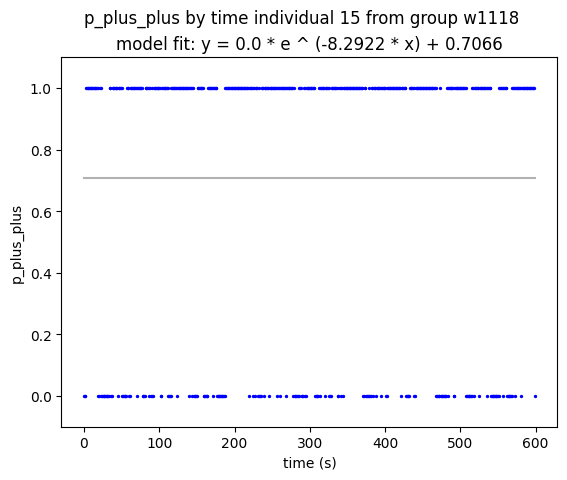 p_plus_plus by time individual 15 from group w1118
model fit: y = 0.0 * e ^ (-8.2922 * x) + 0.7066
1.0
0.8
0.6
0.4
0.2
0.0
p_plus_plus
0 100 200 300 400 500 600
time (s)